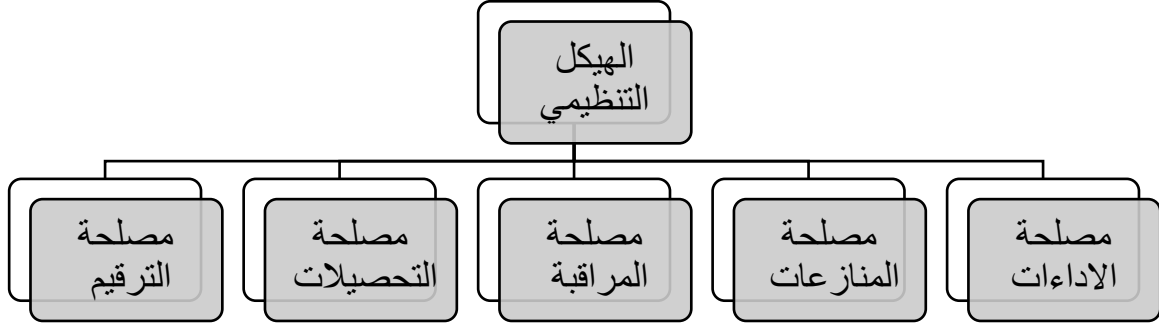 الهيكل
التنظيمي
مصلحة
الاداءات
مصلحة
المنازعات
مصلحة
المراقبة
مصلحة
التحصيلات
مصلحة
الترقيم